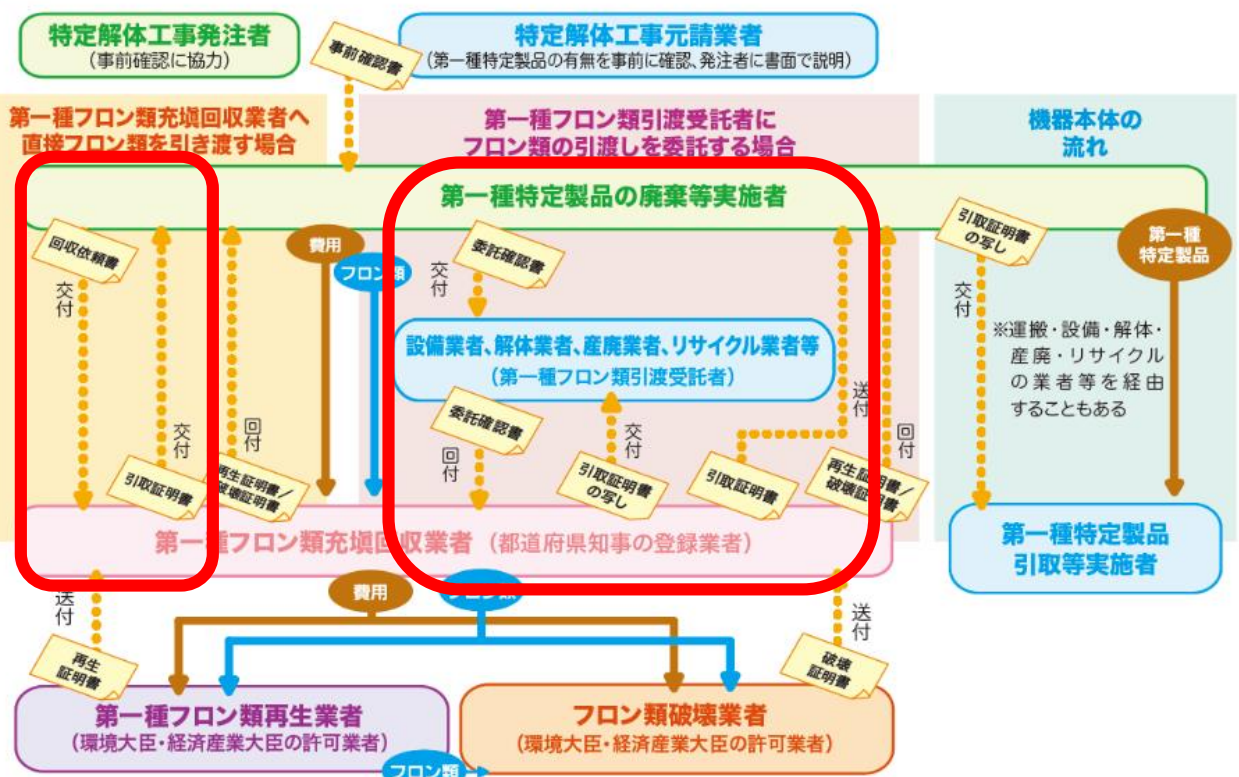 特定解体工事発注者
（事前確認に協力）
事前確認書
特定解体工事元請業者
（第一種特定製品の有無を事前に確認、発注者に書面で説明）
第一種フロン類充塡回収業者へ
直接フロン類を引き渡す場合
第一種フロン類引渡受託者に
フロン類の引渡しを委託する場合
機器本体の
流れ
第一種特定製品の廃棄等実施者
回収依頼書
交付
引取証明書
交付
再生証明書／
破壊証明書
回付
費用
フロン類
委託確認書
交付
設備業者、解体業者、産廃業者、リサイクル業者等
（第一種フロン類引渡受託者）
委託確認書
回付
引取証明書
の写し
交付
引取証明書
送付
再生証明書／
破壊証明書
回付
引取証明書
の写し
交付
第一種
特定製品
※運搬・設備・解体・
産廃・リサイクル
の業者等を経由
することもある
第一種フロン類充塡回収業者（都道府県知事の登録業者）
第一種特定製品
引取等実施者
送付
再生
証明書
費用
フロン類
送付
破壊
証明書
第一種フロン類再生業者
（環境大臣・経済産業大臣の許可業者）
フロン類破壊業者
（環境大臣・経済産業大臣の許可業者）
フロン類